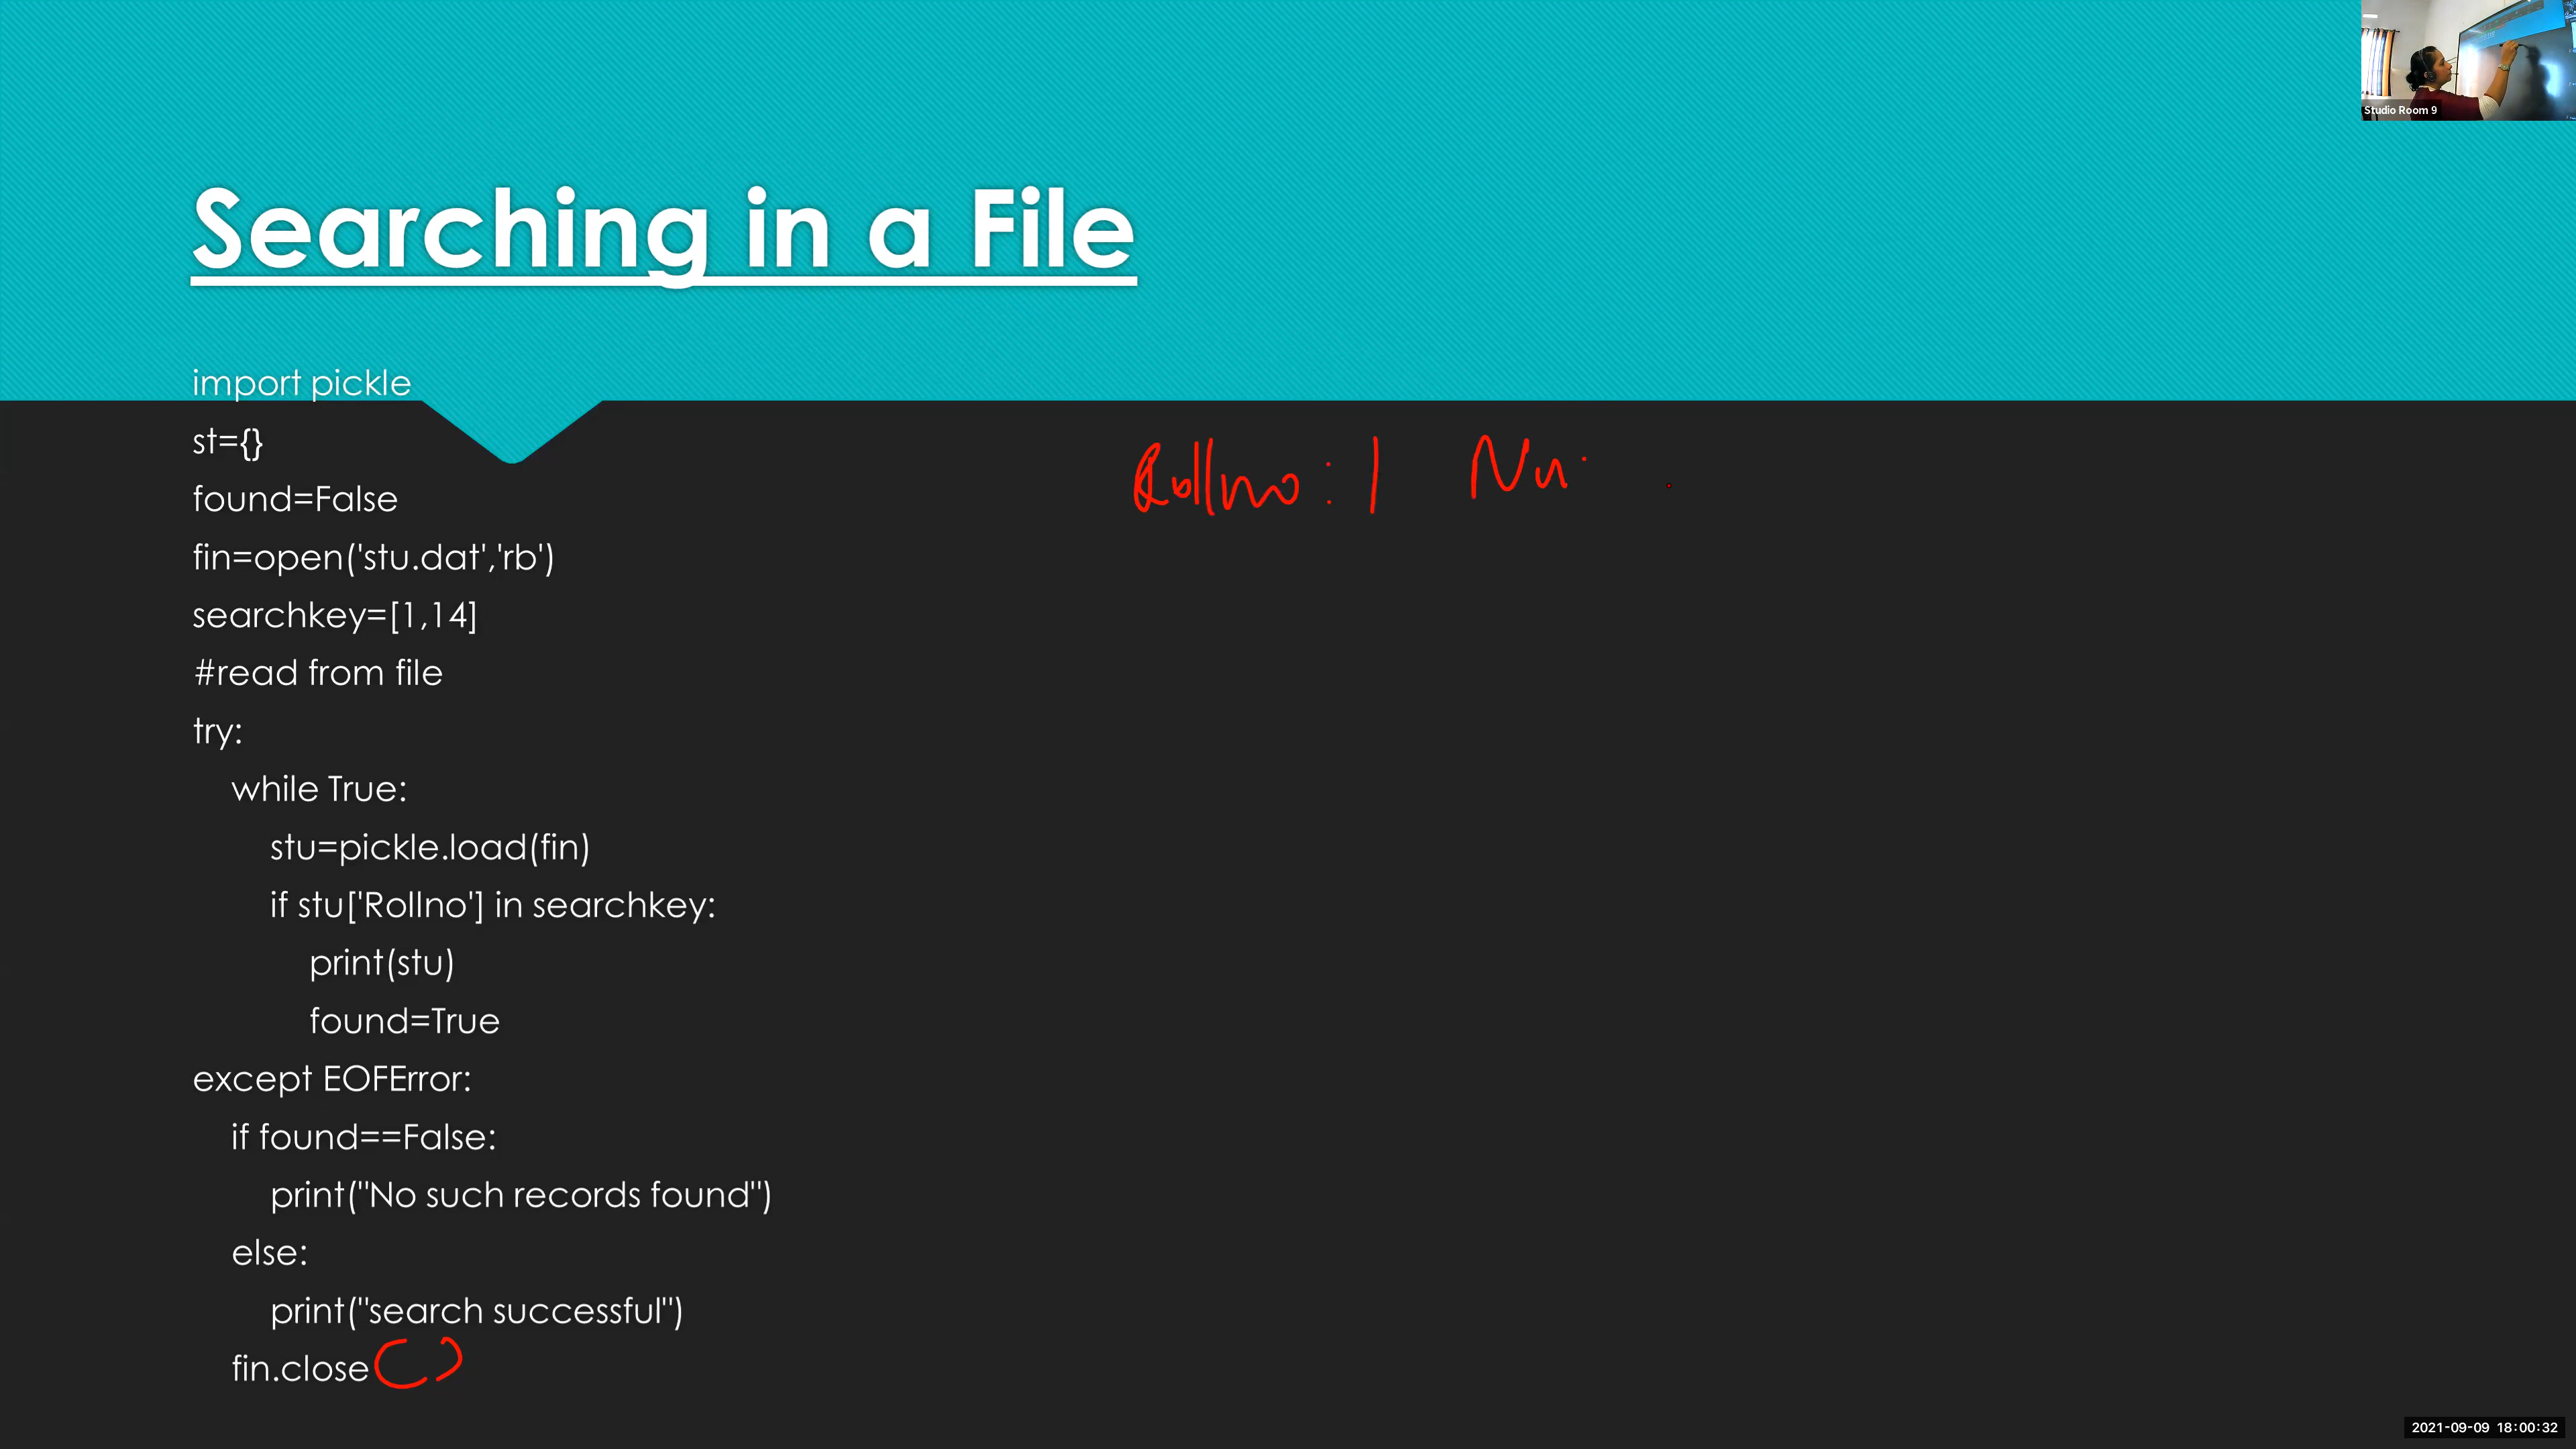 Studio Room 9
Searching in a File
import pickle
st={}
found=False
Rollno : 1
fin=open('stu.dat','rb')
searchkey=[1,14]
#read from file
try:
while True:
stu=pickle.load(fin)
if stu['Rollno'] in searchkey:
print(stu)
found=True
except EOFError:
if found==False:
print("No such records found")
else:
print("search successful")
fin.close()
2021-09-09 18:00:32